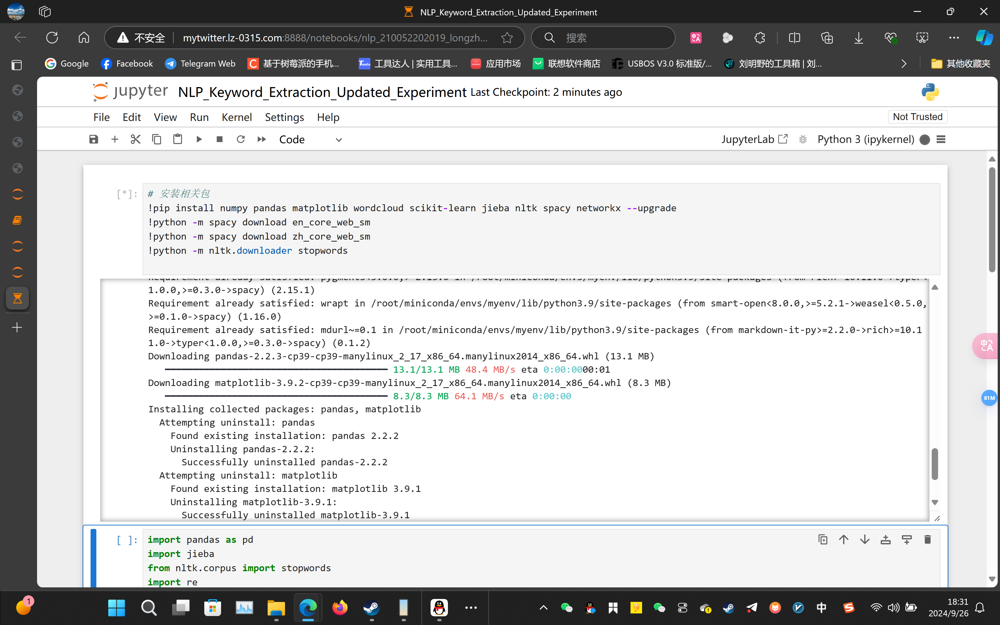 NLP_Keyword_Extraction_Updated_Experiment
不安全 mytwitter.lz-0315.com:8888/notebooks/nlp_210052202019_longzh...
搜索
Google Facebook Telegram Web 基于树莓派的手机... 工具达人 | 实用工具... 应用市场 联想软件商店 USBOS V3.0 标准版/... 刘明野的工具箱 | 刘... 其他收藏夹
jupyter NLP_Keyword_Extraction_Updated_Experiment Last Checkpoint: 2 minutes ago
File Edit View Run Kernel Settings Help Not Trusted
Code JupyterLab Python 3 (ipykernel)
[*]: # 安装相关包
!pip install numpy pandas matplotlib wordcloud scikit-learn jieba nltk spacy networkx --upgrade
!python -m spacy download en_core_web_sm
!python -m spacy download zh_core_web_sm
!python -m nltk.downloader stopwords
1.0.0,>=0.3.0->spacy) (2.15.1)
Requirement already satisfied: wrapt in /root/miniconda/envs/myenv/lib/python3.9/site-packages (from smart-open<8.0.0,>=5.2.1->weasel<0.5.0,
>=0.1.0->spacy) (1.16.0)
Requirement already satisfied: mdurl~=0.1 in /root/miniconda/envs/myenv/lib/python3.9/site-packages (from markdown-it-py>=2.2.0->rich>=10.1
1.0->typer<1.0.0,>=0.3.0->spacy) (0.1.2)
Downloading pandas-2.2.3-cp39-cp39-manylinux_2_17_x86_64.manylinux2014_x86_64.whl (13.1 MB)
13.1/13.1 MB 48.4 MB/s eta 0:00:0000:01
Downloading matplotlib-3.9.2-cp39-cp39-manylinux_2_17_x86_64.manylinux2014_x86_64.whl (8.3 MB)
8.3/8.3 MB 64.1 MB/s eta 0:00:00
Installing collected packages: pandas, matplotlib
Attempting uninstall: pandas
Found existing installation: pandas 2.2.2
Uninstalling pandas-2.2.2:
Successfully uninstalled pandas-2.2.2
Attempting uninstall: matplotlib
Found existing installation: matplotlib 3.9.1
Uninstalling matplotlib-3.9.1:
Successfully uninstalled matplotlib-3.9.1
81M
[ ]: import pandas as pd
import jieba
from nltk.corpus import stopwords
import re
1
中
18:31
2024/9/26